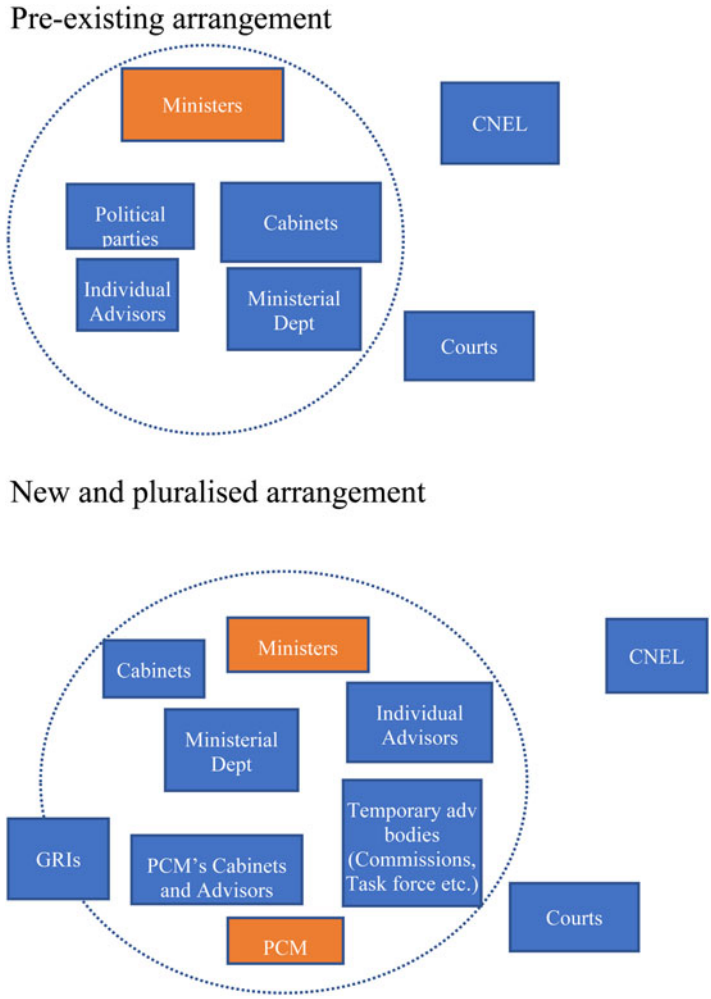 Pre-existing arrangement
Ministers
CNEL
Political
parties
Cabinets
Individual
Advisors
Ministerial
Dept
Courts
New and pluralised arrangement
Ministers
CNEL
Cabinets
Individual
Advisors
Ministerial
Dept
Temporary adv
bodies
(Commissions,
Task force etc.)
GRIs
PCM's Cabinets
and Advisors
Courts
PCM